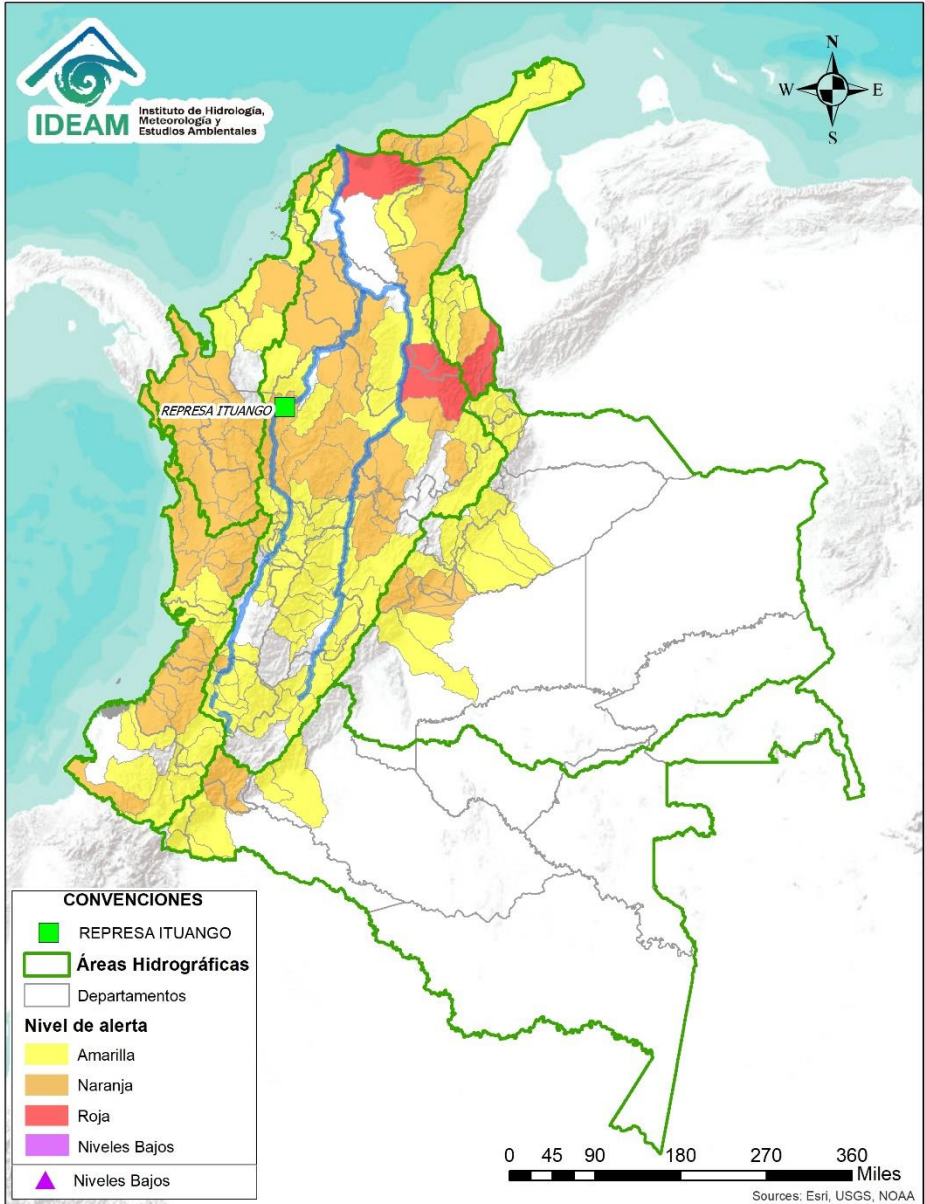 IDEAM
Instituto de Hidrología,
Meteorología y
Estudios Ambientales
N
W
E
S
REPRESA ITUANGO
CONVENCIONES
REPRESA ITUANGO
Áreas Hidrográficas
Departamentos
Nivel de alerta
Amarilla
Naranja
Roja
Niveles Bajos
Niveles Bajos
0 45 90 180 270 360
Miles
Sources: Esri, USGS, NOAA